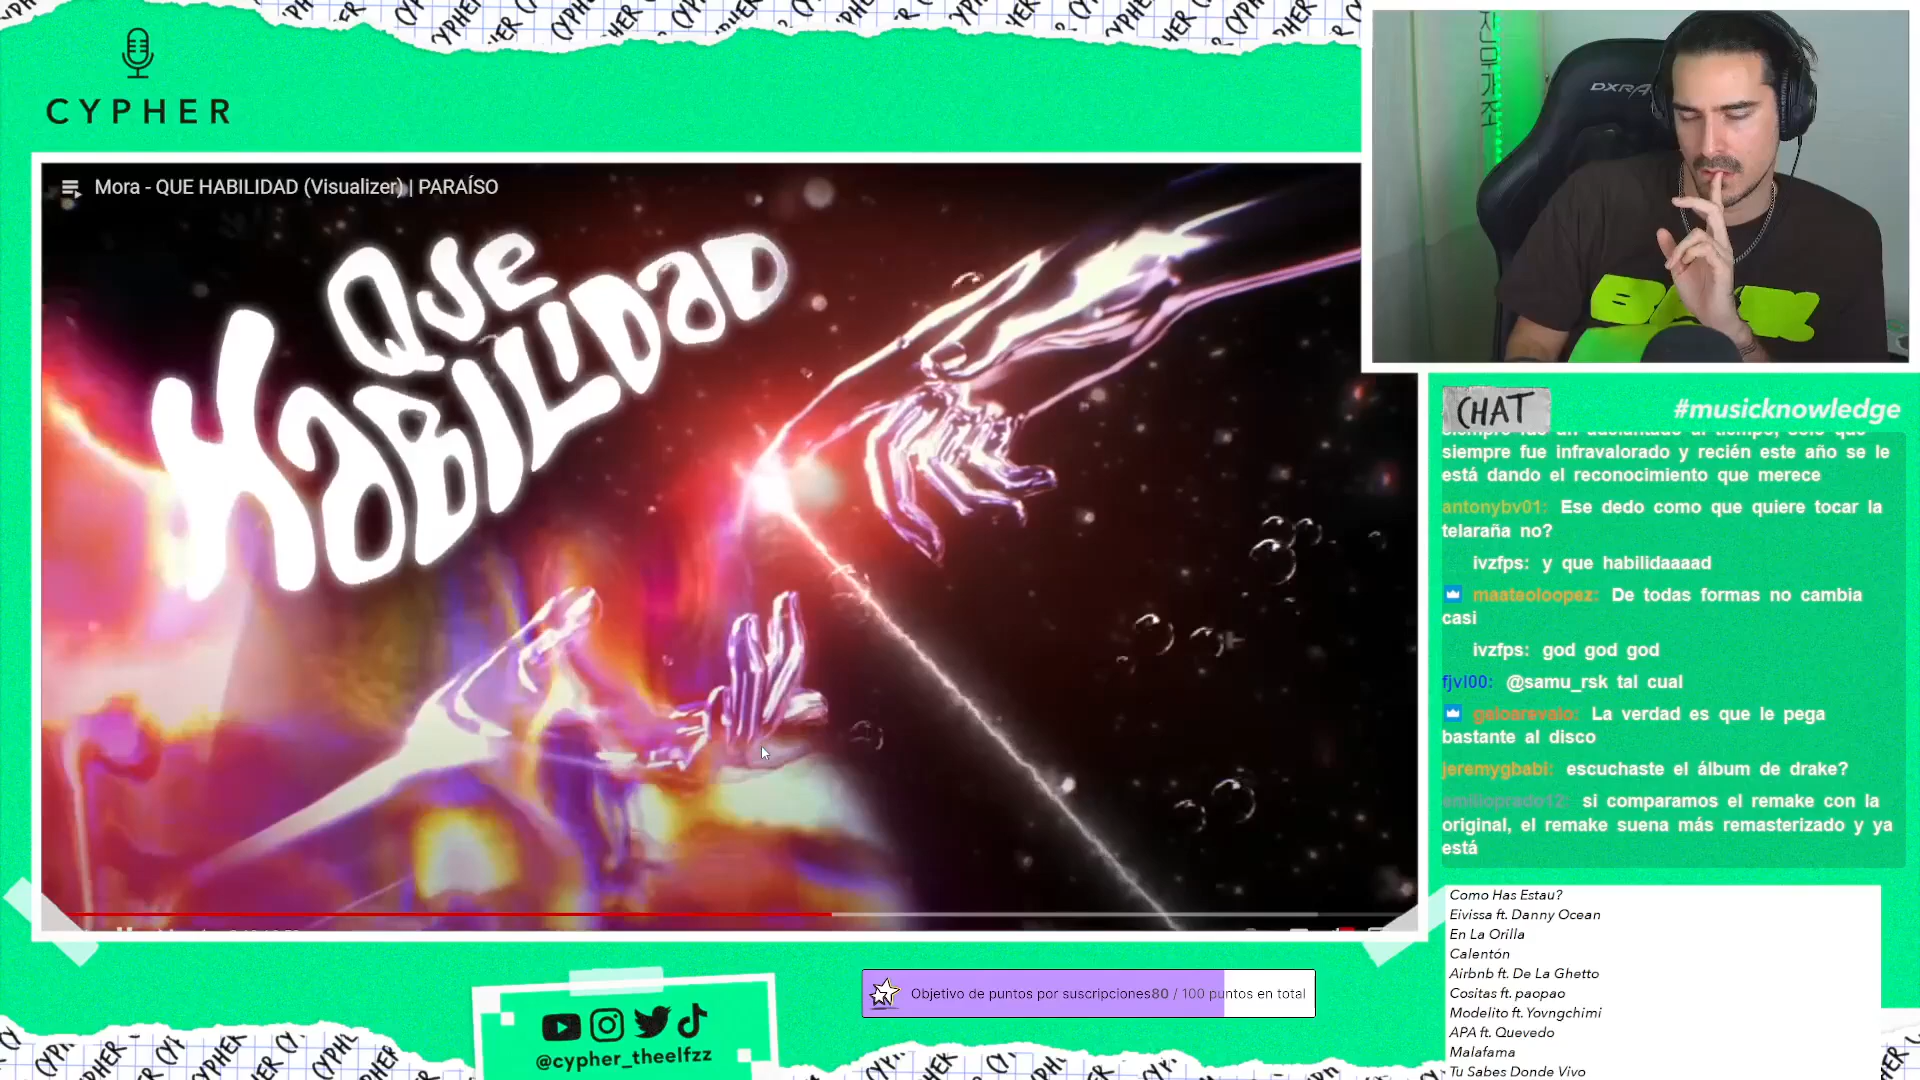 CYPHER
Mora - QUE HABILIDAD (Visualizer) | PARAÍSO
QUE
HABILIDAD
DXRA
CHAT
#musicknowledge
siempre fue infravalorado y recién este año se le
está dando el reconocimiento que merece
antonybv01: Ese dedo como que quiere tocar la
telaraña no?
ivzfps: y que habilidaaaad
maateoloopez: De todas formas no cambia
casi
ivzfps: god god god
fjvl00: @samu_rsk tal cual
galoarevalo: La verdad es que le pega
bastante al disco
jeremygbabi: escuchaste el álbum de drake?
emilioprado12: si comparamos el remake con la
original, el remake suena más remasterizado y ya
está
Como Has Estau?
Eivissa ft. Danny Ocean
En La Orilla
Calentón
Airbnb ft. De La Ghetto
Cositas ft. paopao
Modelito ft. Yovngchimi
APA ft. Quevedo
Malafama
Tu Sabes Donde Vivo
Objetivo de puntos por suscripciones80 / 100 puntos en total
@cypher_theelfzz